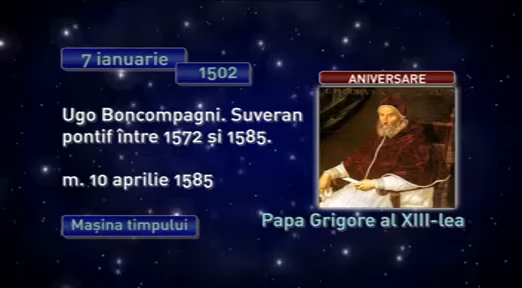 7 ianuarie
1502
ANIVERSARE
Ugo Boncompagni. Suveran
pontif între 1572 și 1585.
m. 10 aprilie 1585
Papa Grigore al XIII-lea
Mașina timpului